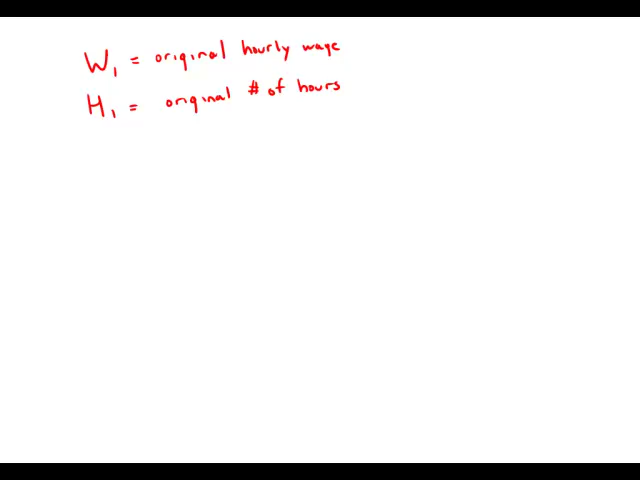 W₁ = original hourly wage
H₁ = original # of hours